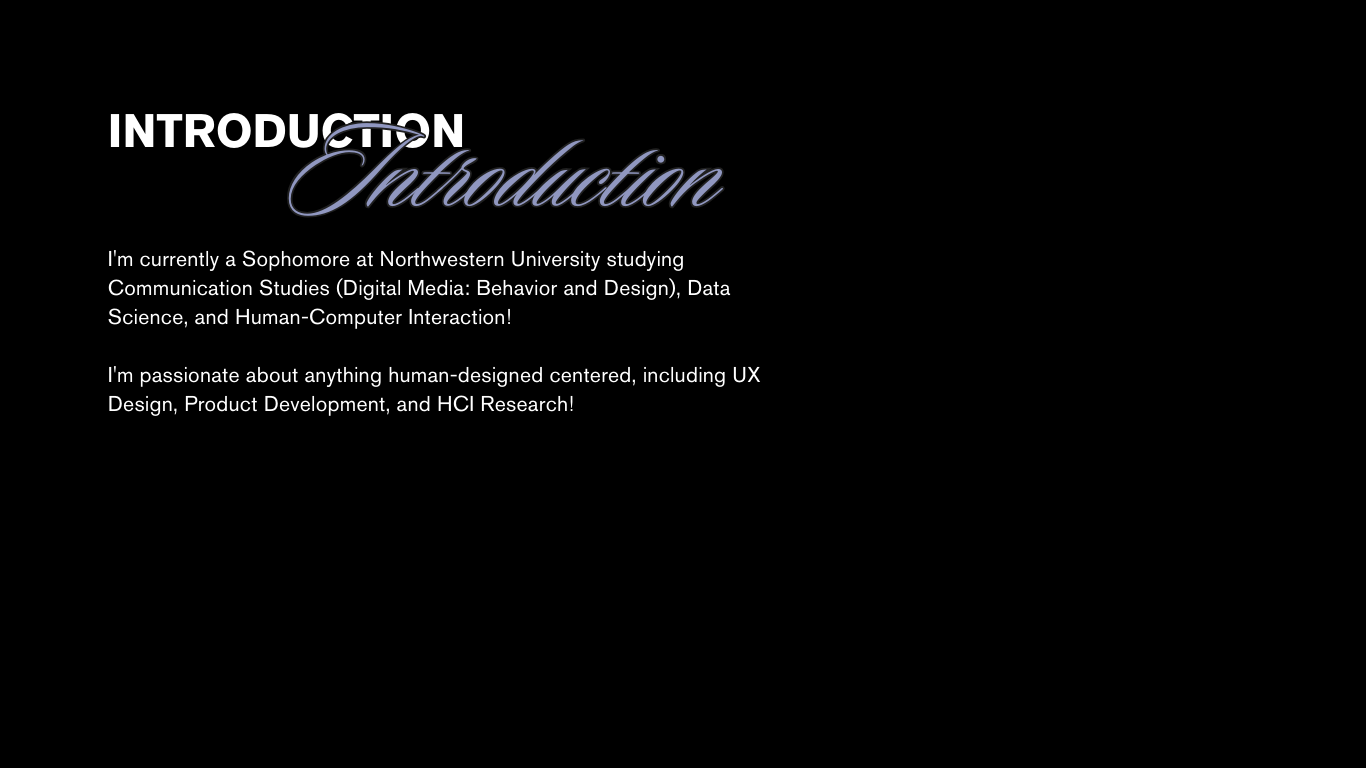 INTRODUCTION
Introduction
I'm currently a Sophomore at Northwestern University studying
Communication Studies (Digital Media: Behavior and Design), Data
Science, and Human-Computer Interaction!
I'm passionate about anything human-designed centered, including UX
Design, Product Development, and HCI Research!